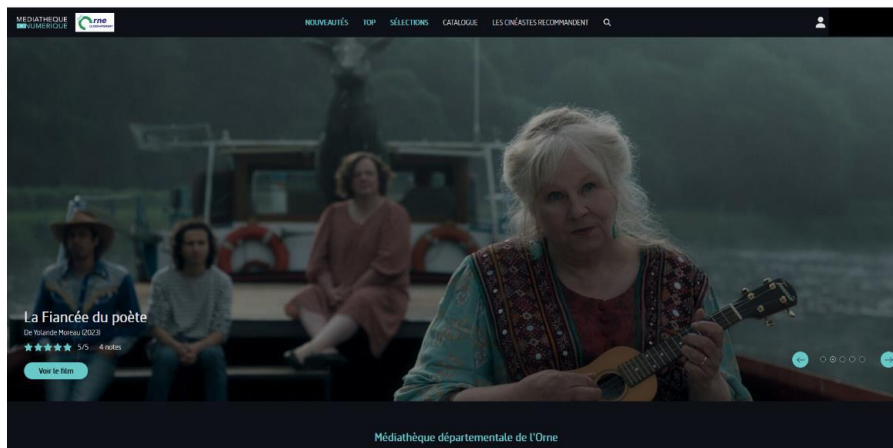 MEDIATHEQUE
NUMERIQUE
Orne
NOUVEAUTÉS TOP SÉLECTIONS CATALOGUE LES CINÉASTES RECOMMANDENT
La Fiancée du poète
De Yolande Moreau (2023)
5/5 4 notes
Voir le film
Médiathèque départementale de l'Orne